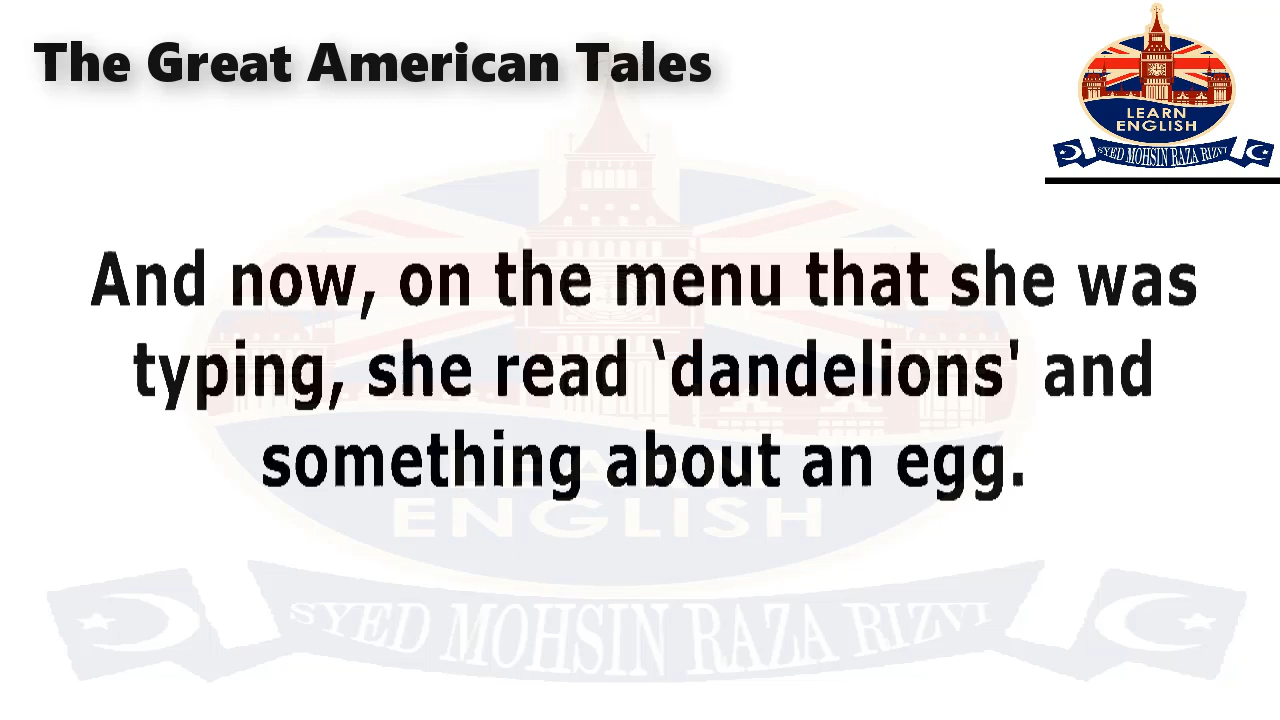 The Great American Tales
LEARN
ENGLISH
SYED MOHSIN RAZA RIZVI
And now, on the menu that she was
typing, she read `dandelions' and
something about an egg.
ENGLISH
SYED MOHSIN RAZA RIZVI